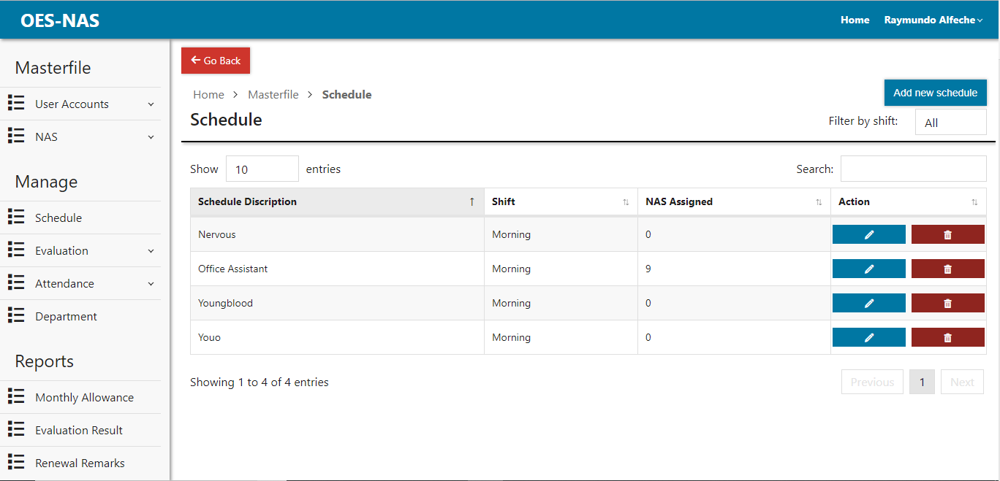 OES-NAS
Home
Raymundo Alfeche
Masterfile
User Accounts
NAS
Manage
Schedule
Evaluation
Attendance
Department
Reports
Monthly Allowance
Evaluation Result
Renewal Remarks
Go Back
Home > Masterfile > Schedule
Add new schedule
Schedule
Filter by shift: All
Show 10 entries
Search:
Schedule Discription Shift NAS Assigned Action
Nervous Morning 0
Office Assistant Morning 9
Youngblood Morning 0
Youo Morning 0
Showing 1 to 4 of 4 entries
Previous 1 Next